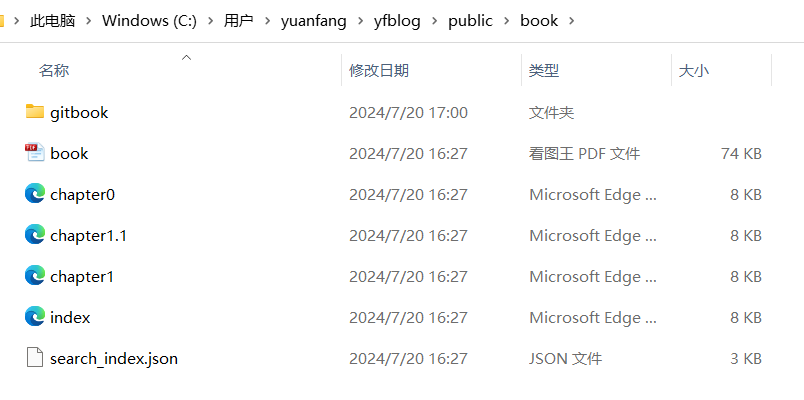 此电脑 > Windows (C:) > 用户 > yuanfang > yfblog > public > book >
名称 修改日期 类型 大小
gitbook 2024/7/20 17:00 文件夹
book 2024/7/20 16:27 看图王 PDF 文件 74 KB
chapter0 2024/7/20 16:27 Microsoft Edge ... 8 KB
chapter1.1 2024/7/20 16:27 Microsoft Edge ... 8 KB
chapter1 2024/7/20 16:27 Microsoft Edge ... 8 KB
index 2024/7/20 16:27 Microsoft Edge ... 8 KB
search_index.json 2024/7/20 16:27 JSON 文件 3 KB